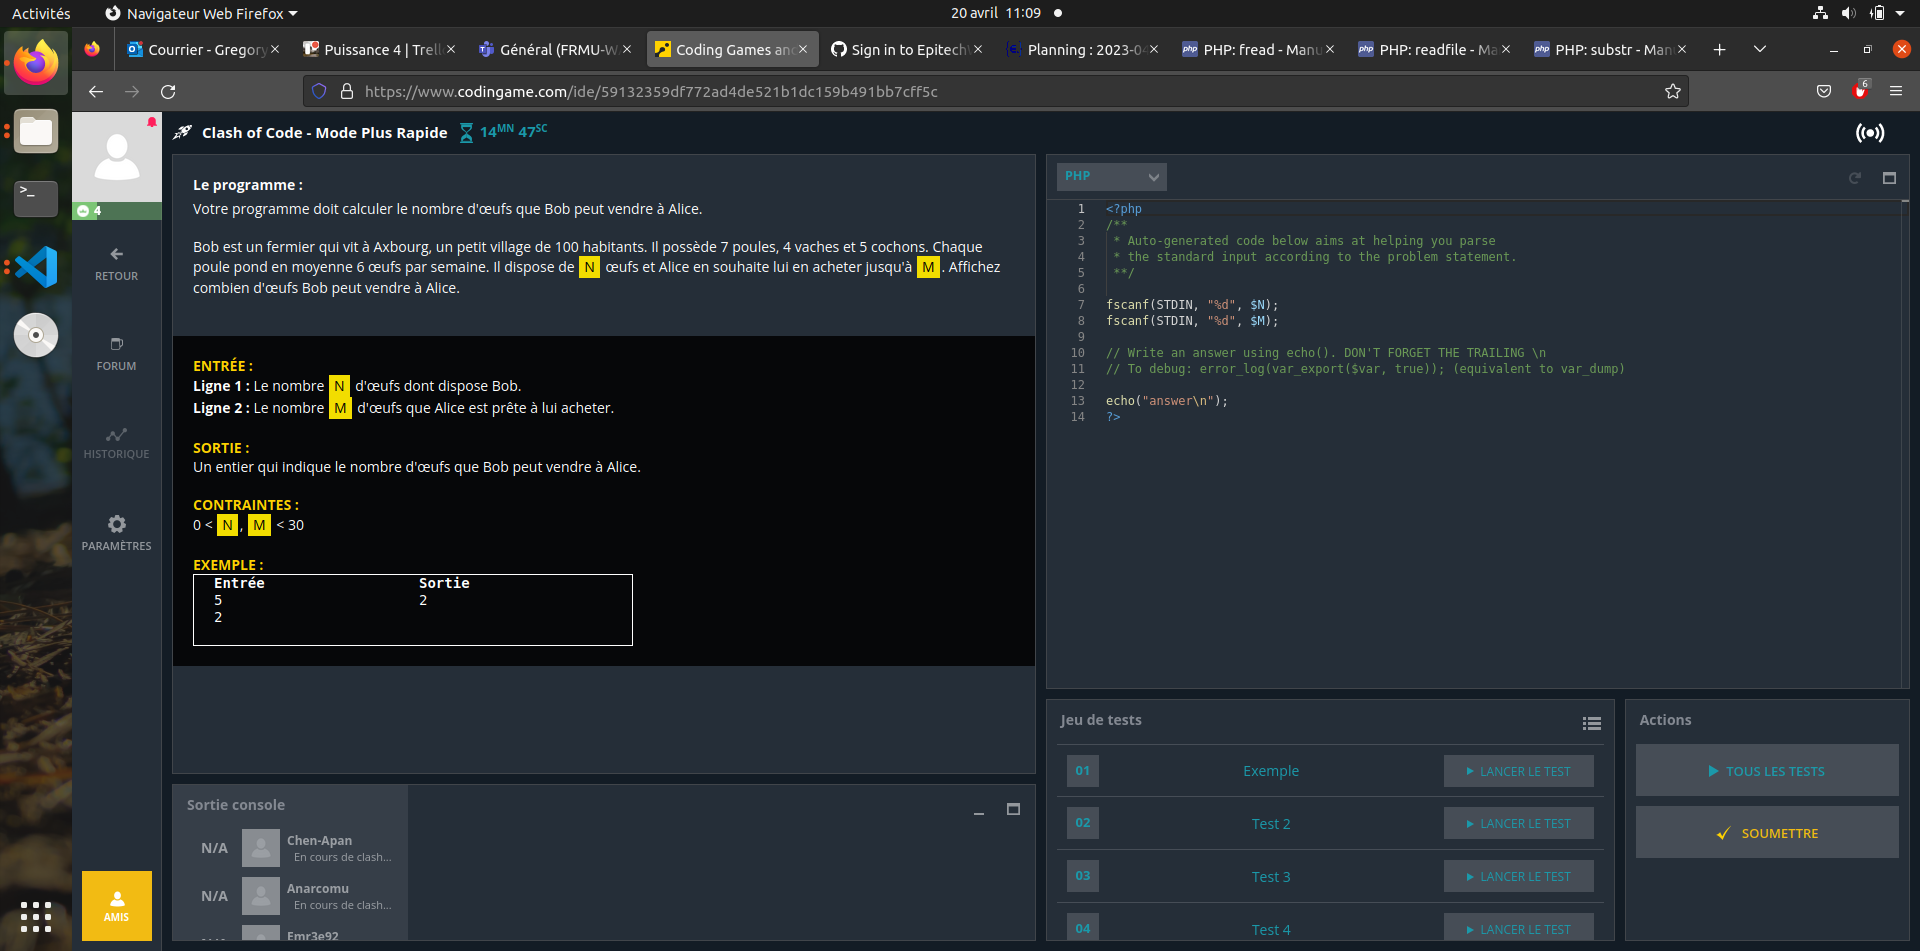 Activités
Navigateur Web Firefox
20 avril 11:09
Courrier - Gregory
Puissance 4 | Trell
Général (FRMU-W
Coding Games an
Sign in to Epitech
Planning : 2023-0
PHP: fread - Manu
PHP: readfile - Ma
PHP: substr - Man
https://www.codingame.com/ide/59132359df772ad4de521b1dc159b491bb7cff5c
6
Clash of Code - Mode Plus Rapide
14MN 47SC
4
RETOUR
FORUM
HISTORIQUE
PARAMÈTRES
AMIS
Le programme :
Votre programme doit calculer le nombre d'œufs que Bob peut vendre à Alice.
Bob est un fermier qui vit à Axbourg, un petit village de 100 habitants. Il possède 7 poules, 4 vaches et 5 cochons. Chaque
poule pond en moyenne 6 œufs par semaine. Il dispose de N œufs et Alice en souhaite lui en acheter jusqu'à M. Affichez
combien d'œufs Bob peut vendre à Alice.
ENTRÉE :
Ligne 1 : Le nombre N d'œufs dont dispose Bob.
Ligne 2 : Le nombre M d'œufs que Alice est prête à lui acheter.
SORTIE :
Un entier qui indique le nombre d'œufs que Bob peut vendre à Alice.
CONTRAINTES :
0 < N, M < 30
EXEMPLE :
Entrée Sortie
5 2
2
Sortie console
N/A Chen-Apan
En cours de clash...
N/A Anarcomu
En cours de clash...
Emr3e92
PHP
1 <?php
2 /**
3 * Auto-generated code below aims at helping you parse
4 * the standard input according to the problem statement.
5 **/
6
7 fscanf(STDIN, "%d", $N);
8 fscanf(STDIN, "%d", $M);
9
10 // Write an answer using echo(). DON'T FORGET THE TRAILING \n
11 // To debug: error_log(var_export($var, true)); (equivalent to var_dump)
12
13 echo("answer\n");
14 ?>
Jeu de tests
01 Exemple LANCER LE TEST
02 Test 2 LANCER LE TEST
03 Test 3 LANCER LE TEST
04 Test 4 LANCER LE TEST
Actions
TOUS LES TESTS
SOUMETTRE